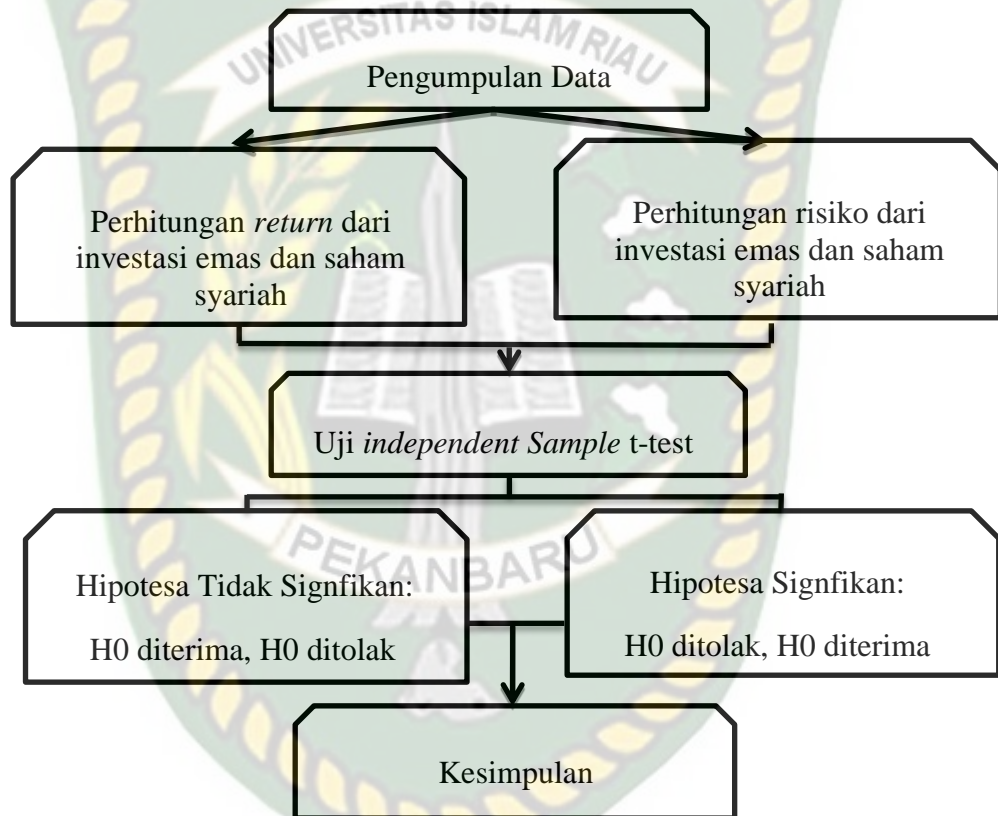 UNIVERSITAS ISLAM RIAU
Pengumpulan Data
Perhitungan return dari
investasi emas dan saham
syariah
Perhitungan risiko dari
investasi emas dan saham
syariah
Uji independent Sample t-test
PEKANBARU
Hipotesa Tidak Signfikan:
H0 diterima, H0 ditolak
Hipotesa Signfikan:
H0 ditolak, H0 diterima
Kesimpulan